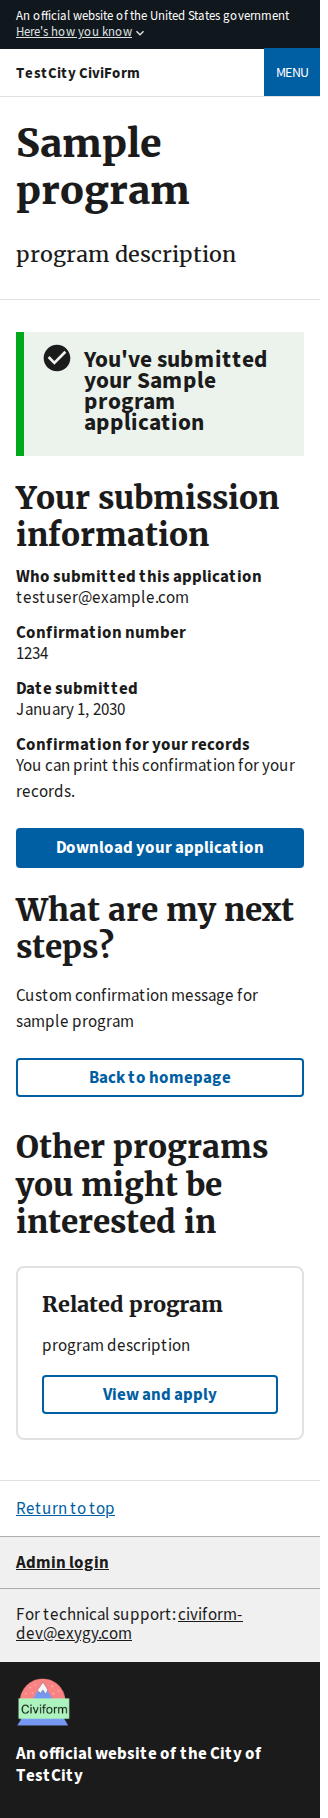 An official website of the United States government
Here's how you know
TestCity CiviForm
MENU
Sample
program
program description
You've submitted
your Sample
program
application
Your submission
information
Who submitted this application
testuser@example.com
Confirmation number
1234
Date submitted
January 1, 2030
Confirmation for your records
You can print this confirmation for your
records.
Download your application
What are my next
steps?
Custom confirmation message for
sample program
Back to homepage
Other programs
you might be
interested in
Related program
program description
View and apply
Return to top
Admin login
For technical support: civiform-
dev@exygy.com
Civiform
An official website of the City of
TestCity